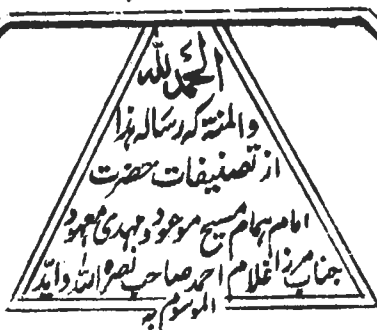 الحمد للہ
والمنۃ کہ رسالہ ہذا
از تصنیفات حضرت
امام ہمام مسیح موعود و مہدی معہود
جناب مرزا غلام احمد صاحب نصرہ اللہ وایّد
الموسوم بہ